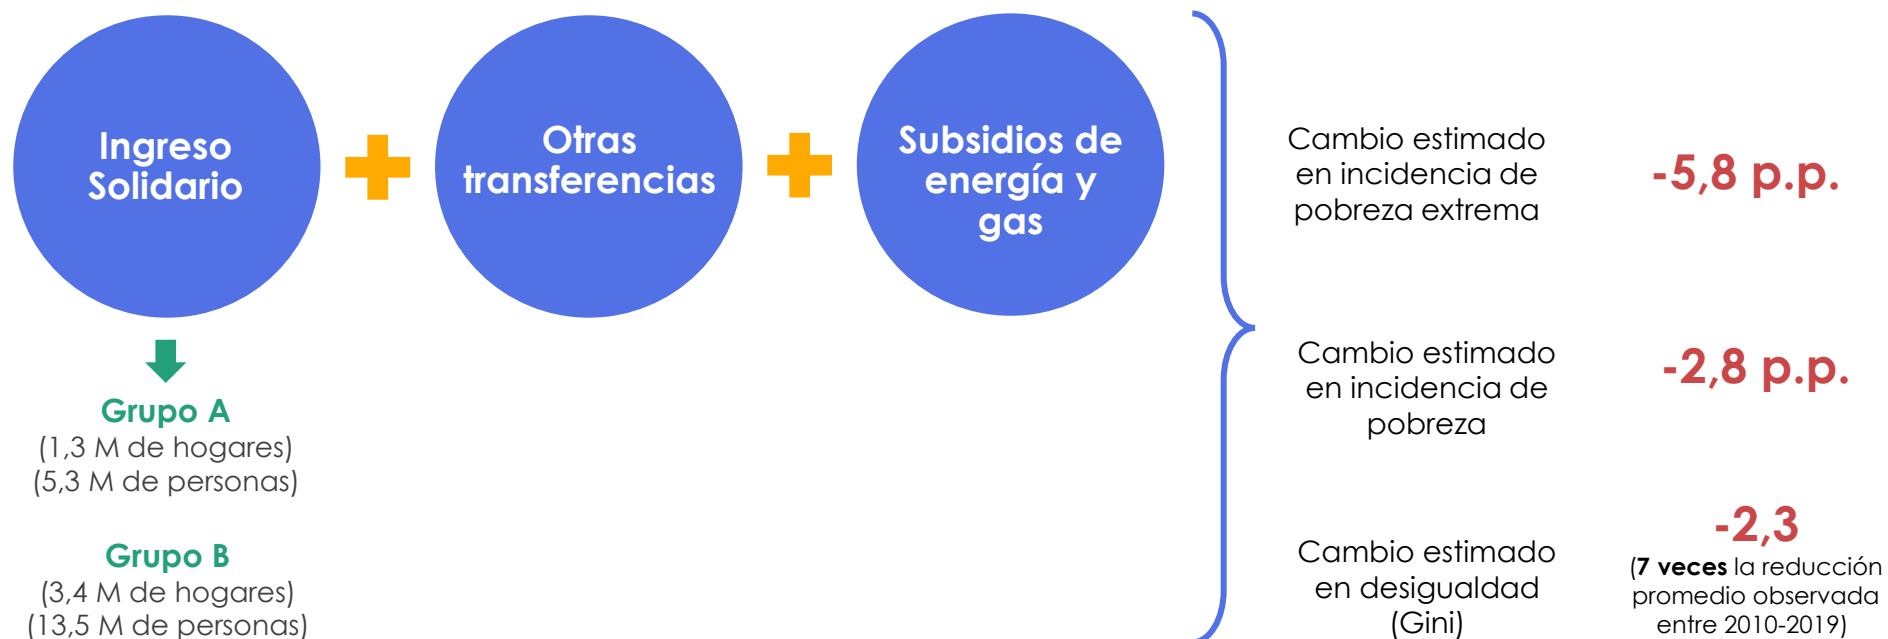 Ingreso
Solidario
Otras
transferencias
Subsidios de
energía y
gas
Grupo A
(1,3 M de hogares)
(5,3 M de personas)
Grupo B
(3,4 M de hogares)
(13,5 M de personas)
Cambio estimado
en incidencia de
pobreza extrema
-5,8 p.p.
Cambio estimado
en incidencia de
pobreza
-2,8 p.p.
Cambio estimado
en desigualdad
(Gini)
-2,3
(7 veces la reducción
promedio observada
entre 2010-2019)